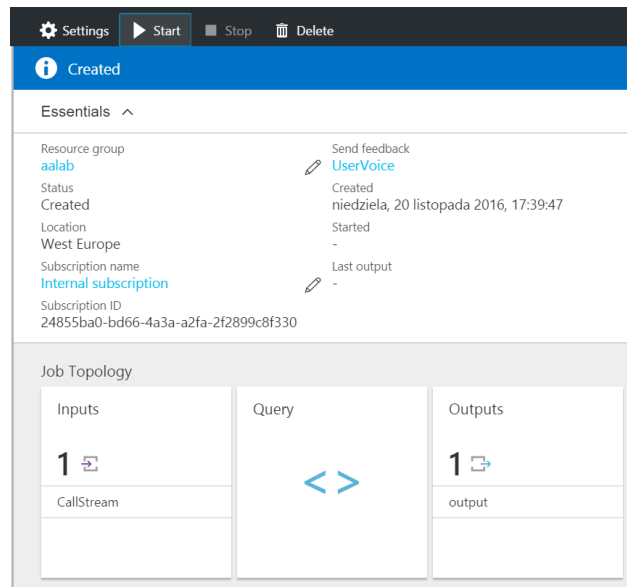 Settings Start Stop Delete
Created
Essentials
Resource group
aalab
Status
Created
Location
West Europe
Subscription name
Internal subscription
Subscription ID
24855ba0-bd66-4a3a-a2fa-2f2899c8f330
Send feedback
UserVoice
Created
niedziela, 20 listopada 2016, 17:39:47
Started
-
Last output
-
Job Topology
Inputs
1
CallStream
Query
< >
Outputs
1
output